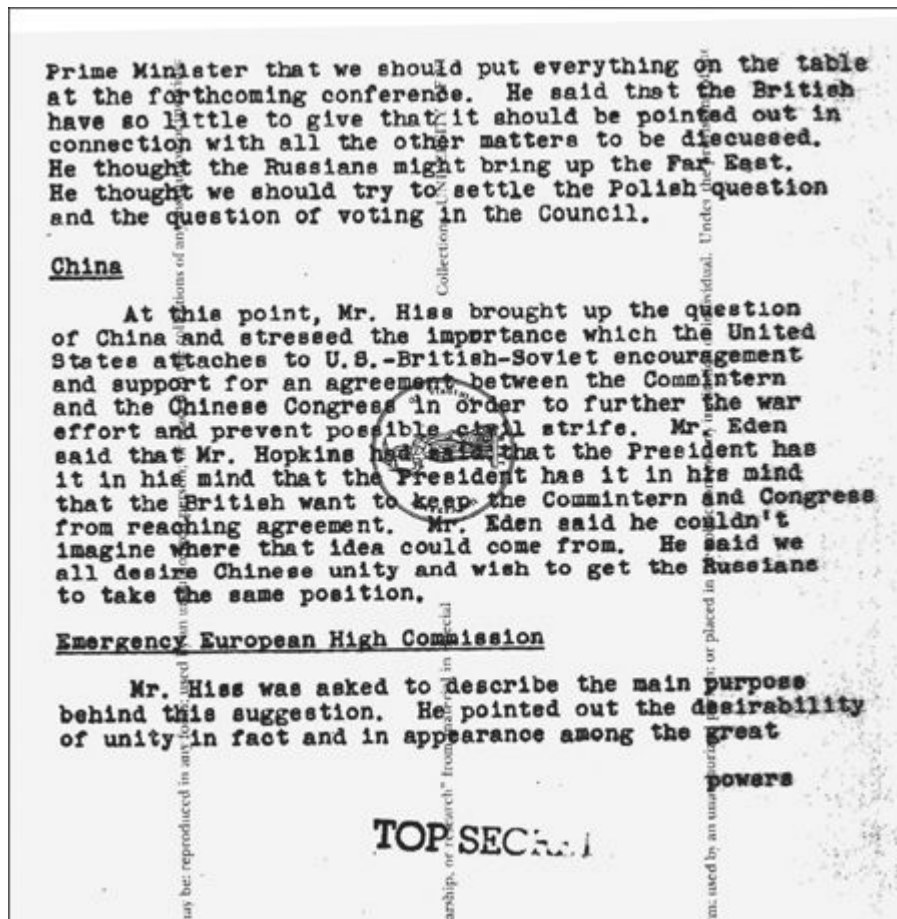 Prime Minister that we should put everything on the table
at the forthcoming conference. He said that the British
have so little to give that it should be pointed out in
connection with all the other matters to be discussed.
He thought the Russians might bring up the Far East.
He thought we should try to settle the Polish question
and the question of voting in the Council.
China
At this point, Mr. Hiss brought up the question
of China and stressed the importance which the United
States attaches to U.S.-British-Soviet encouragement
and support for an agreement between the Commintern
and the Chinese Congress in order to further the war
effort and prevent possible civil strife. Mr. Eden
said that Mr. Hopkins had said that the President has
it in his mind that the President has it in his mind
that the British want to keep the Commintern and Congress
from reaching agreement. Mr. Eden said he couldn't
imagine where that idea could come from. He said we
all desire Chinese unity and wish to get the Russians
to take the same position.
Emergency European High Commission
Mr. Hiss was asked to describe the main purpose
behind this suggestion. He pointed out the desirability
of unity in fact and in appearance among the great
powers
TOP SECRET